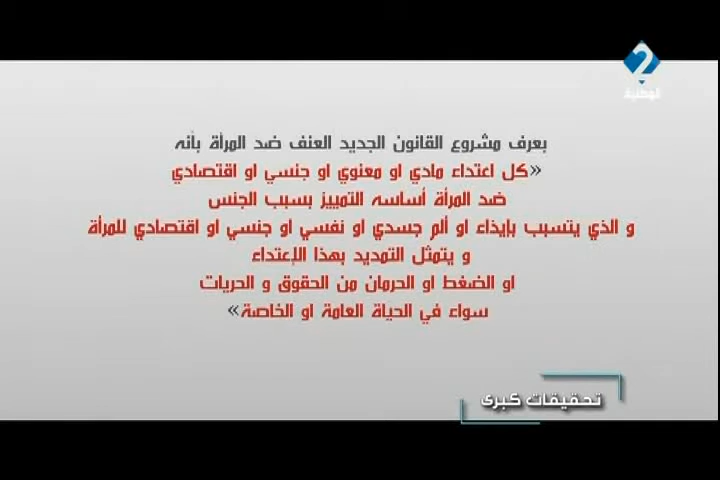 2
الوطنية
يعرف مشروع القانون الجديد العنف ضد المرأة بأنه
«كل اعتداء مادي او معنوي او جنسي او اقتصادي
ضد المرأة أساسه التمييز بسبب الجنس
و الذي يتسبب بإيذاء او ألم جسدي او نفسي او جنسي او اقتصادي للمرأة
و يتمثل التمديد بهذا الإعتداء
او الضغط او الحرمان من الحقوق و الحريات
سواء في الحياة العامة او الخاصة»
تحقيقات كبرى